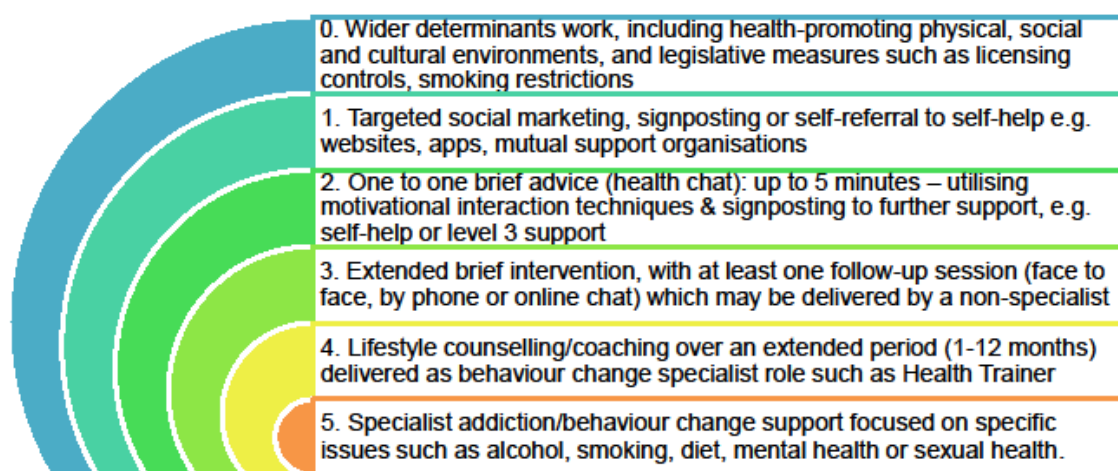 0. Wider determinants work, including health-promoting physical, social
and cultural environments, and legislative measures such as licensing
controls, smoking restrictions
1. Targeted social marketing, signposting or self-referral to self-help e.g.
websites, apps, mutual support organisations
2. One to one brief advice (health chat): up to 5 minutes – utilising
motivational interaction techniques & signposting to further support, e.g.
self-help or level 3 support
3. Extended brief intervention, with at least one follow-up session (face to
face, by phone or online chat) which may be delivered by a non-specialist
4. Lifestyle counselling/coaching over an extended period (1-12 months)
delivered as behaviour change specialist role such as Health Trainer
5. Specialist addiction/behaviour change support focused on specific
issues such as alcohol, smoking, diet, mental health or sexual health.